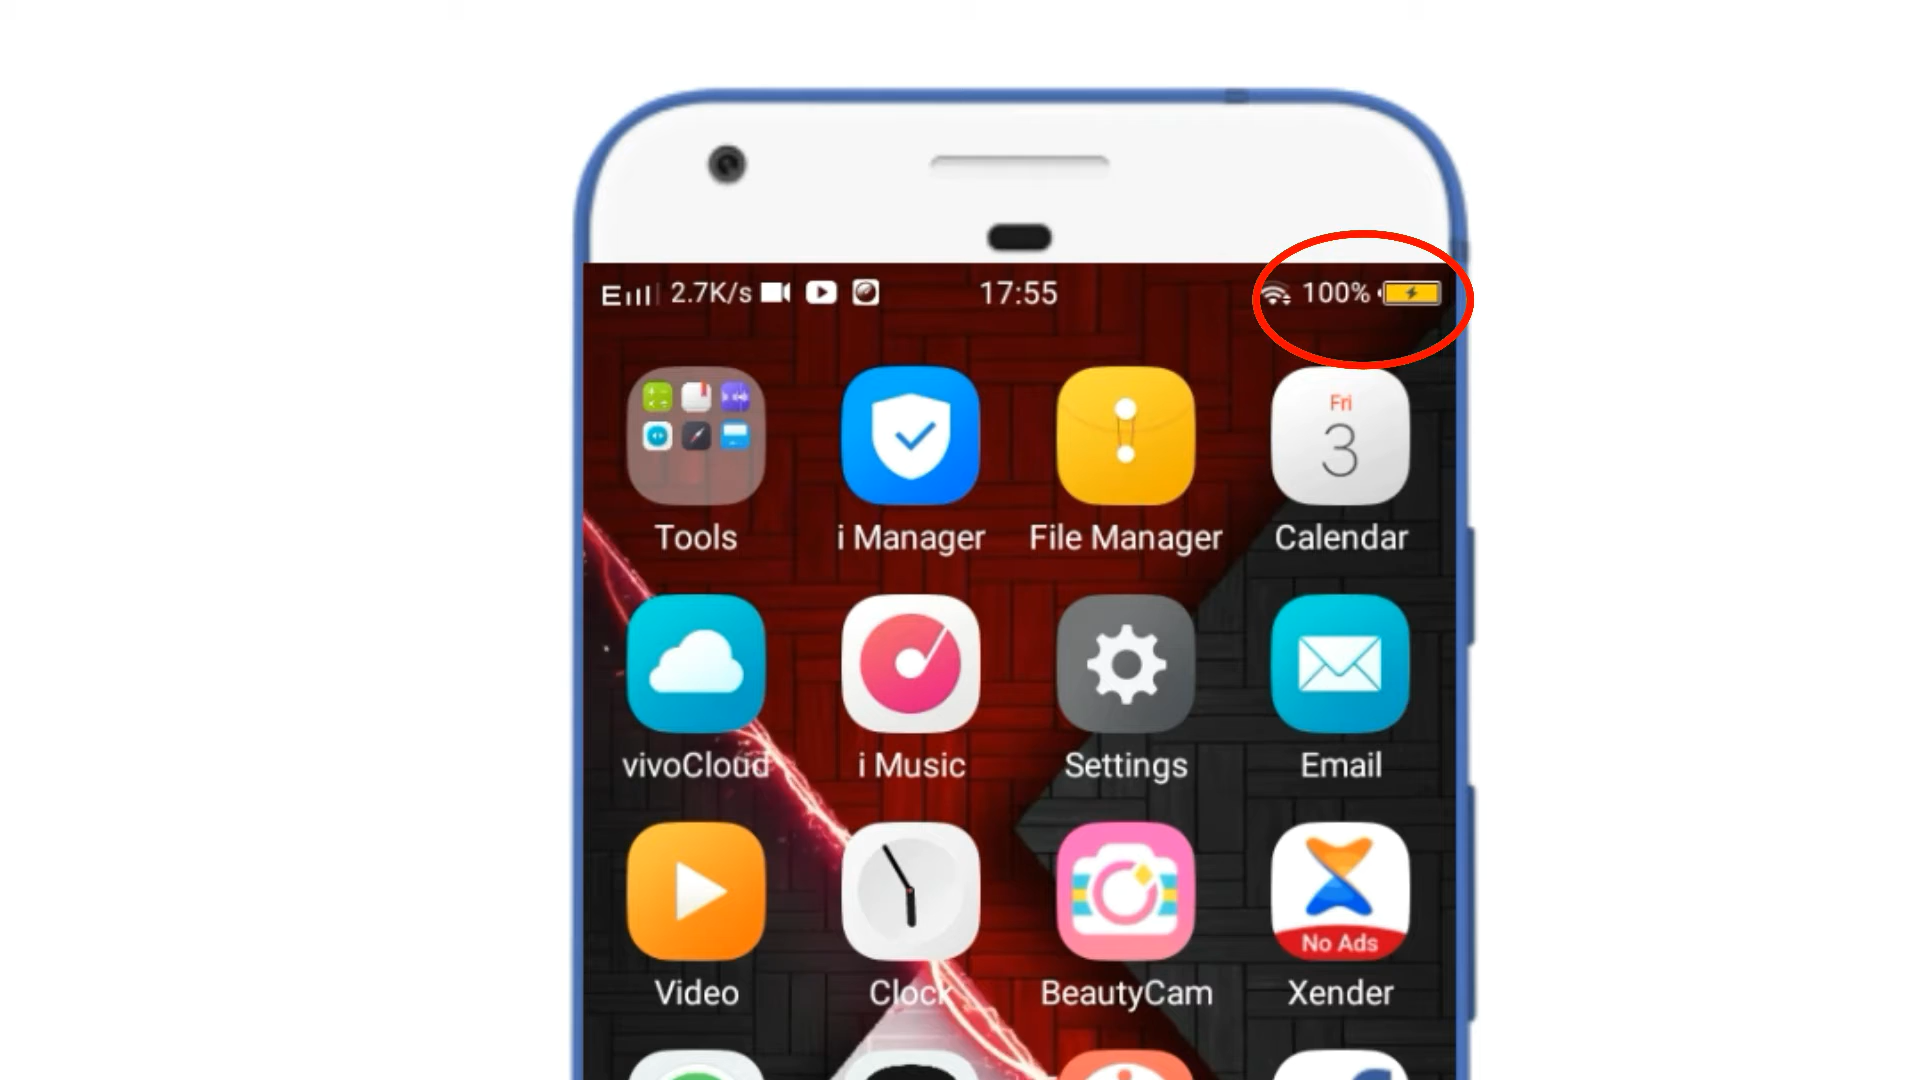 E 2.7K/s 17:55 100%
Fri
3
Tools i Manager File Manager Calendar
vivoCloud i Music Settings Email
No Ads
Video Clock BeautyCam Xender